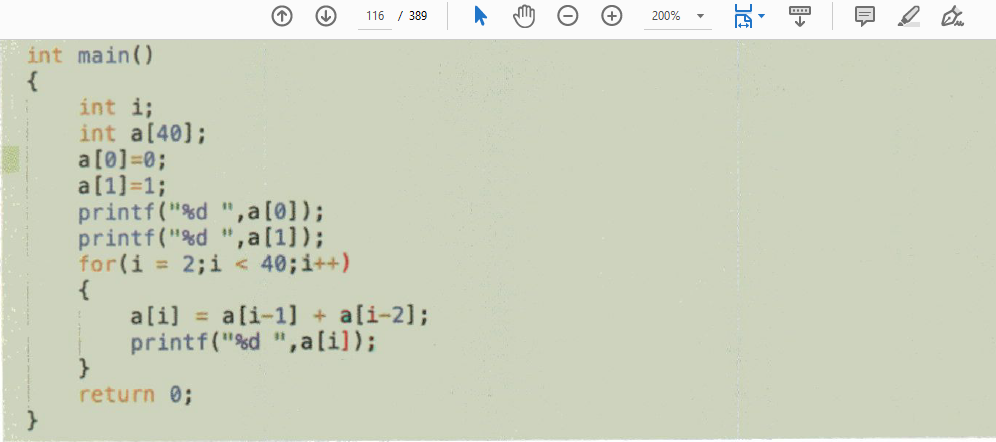 116 / 389 200%
int main()
{
int i;
int a[40];
a[0]=0;
a[1]=1;
printf("%d ",a[0]);
printf("%d ",a[1]);
for(i = 2;i < 40;i++)
{
a[i] = a[i-1] + a[i-2];
printf("%d ",a[i]);
}
return 0;
}